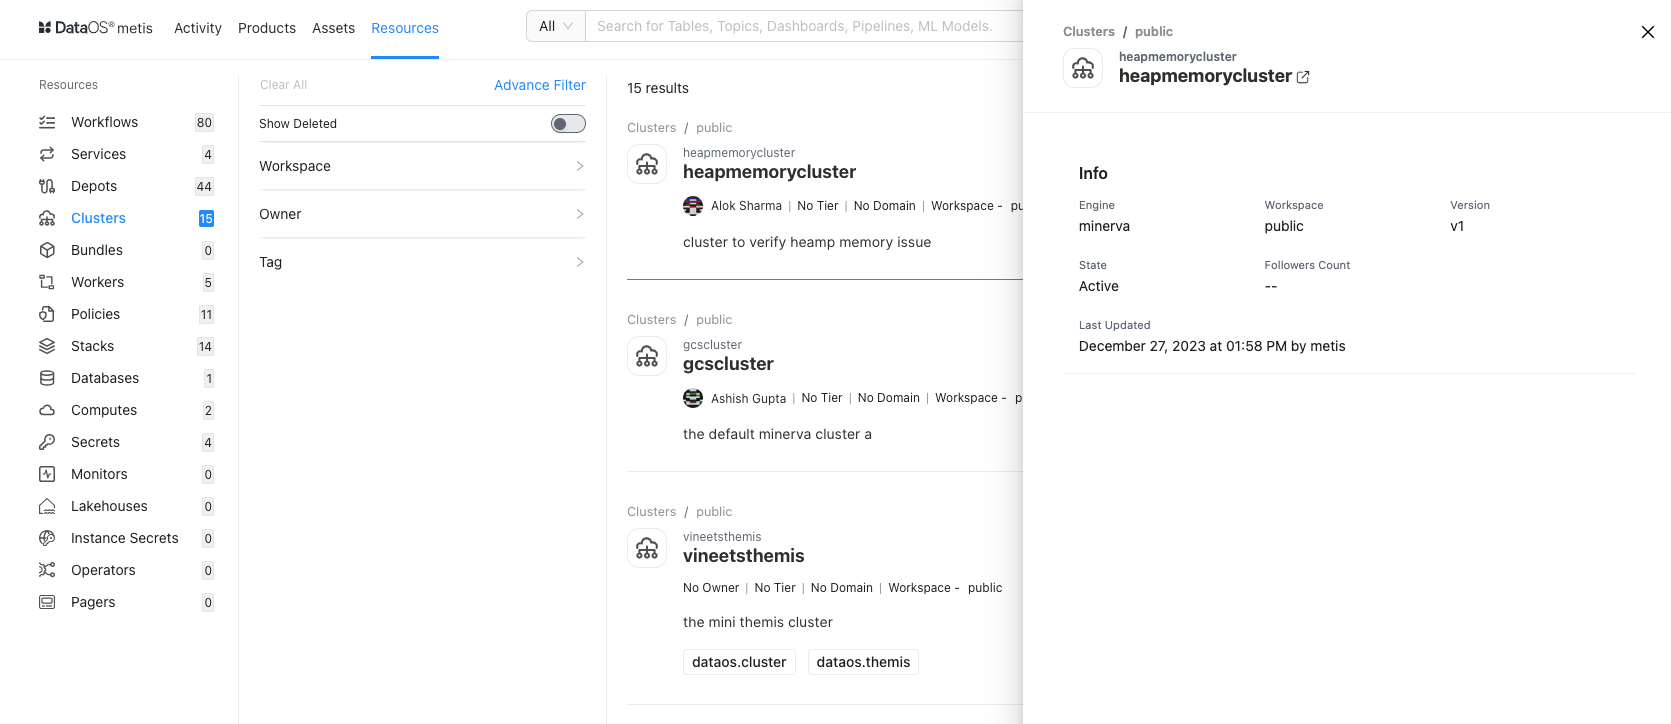 DataOS® metis
Activity
Products
Assets
Resources
All
Search for Tables, Topics, Dashboards, Pipelines, ML Models.
Resources
Workflows 80
Services 4
Depots 44
Clusters 15
Bundles 0
Workers 5
Policies 11
Stacks 14
Databases 1
Computes 2
Secrets 4
Monitors 0
Lakehouses 0
Instance Secrets 0
Operators 0
Pagers 0
Clear All
Advance Filter
Show Deleted
Workspace
Owner
Tag
15 results
Clusters / public
heapmemorycluster
heapmemorycluster
Alok Sharma | No Tier | No Domain | Workspace - pu
cluster to verify heamp memory issue
Clusters / public
gcscluster
gcscluster
Ashish Gupta | No Tier | No Domain | Workspace - p
the default minerva cluster a
Clusters / public
vineetsthemis
vineetsthemis
No Owner | No Tier | No Domain | Workspace - public
the mini themis cluster
dataos.cluster dataos.themis
Clusters / public
heapmemorycluster
heapmemorycluster
Info
Engine Workspace Version
minerva public v1
State Followers Count
Active --
Last Updated
December 27, 2023 at 01:58 PM by metis